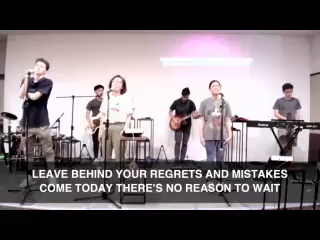 LEAVE BEHIND YOUR REGRETS AND MISTAKES
COME TODAY THERE'S NO REASON TO WAIT